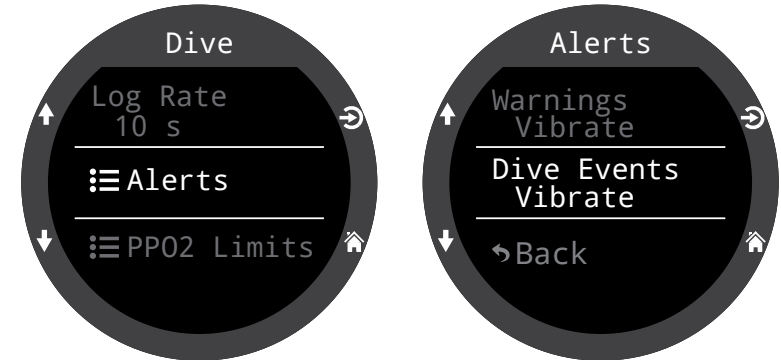 Dive
Log Rate
10 s
Alerts
PPO2 Limits
Alerts
Warnings
Vibrate
Dive Events
Vibrate
Back